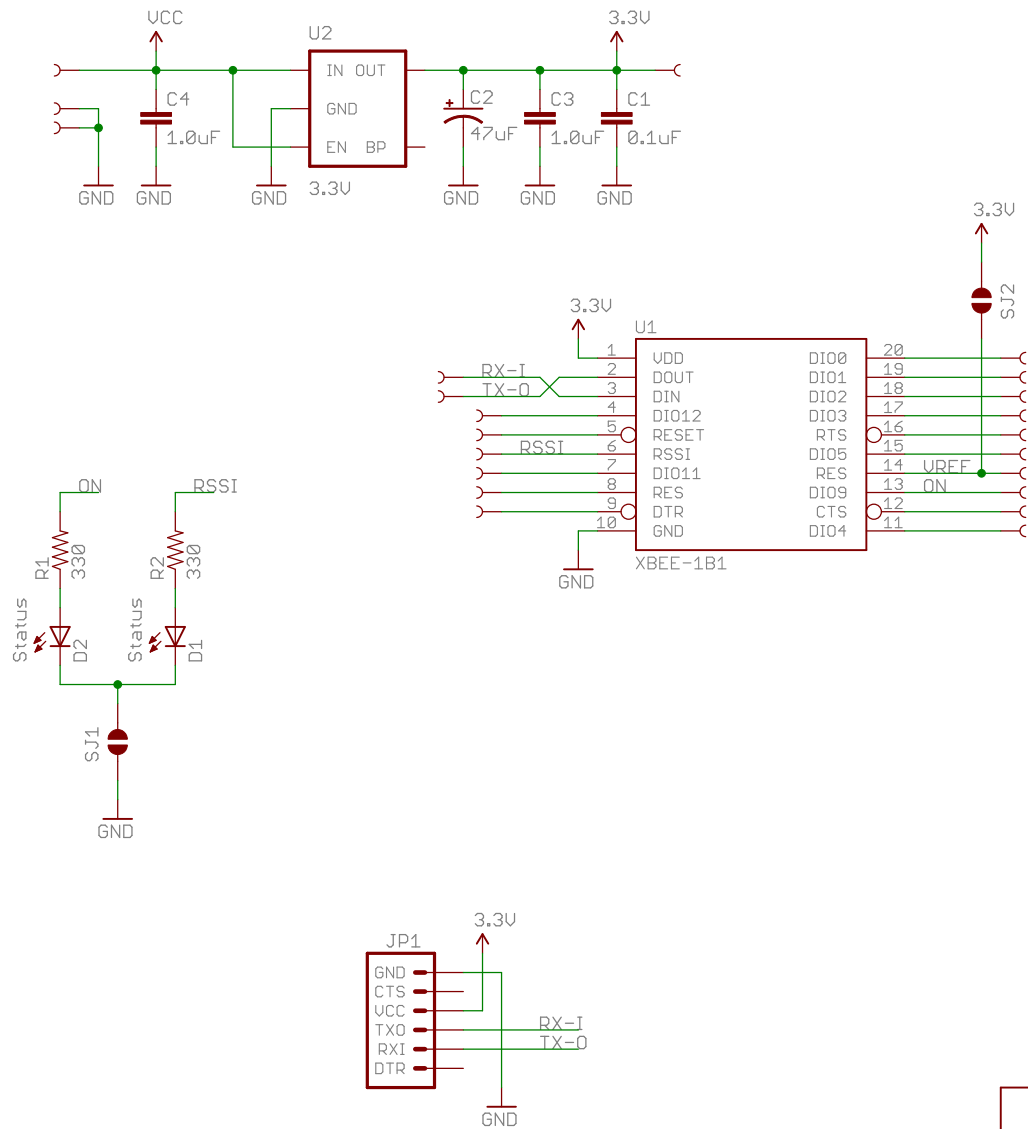 VCC
U2
3.3V
IN OUT
GND
EN BP
3.3V
C4
1.0uF
C2
47uF
C3
1.0uF
C1
0.1uF
GND
GND
GND
GND
GND
GND
3.3V
SJ2
3.3V
U1
RX-I
TX-O
RSSI
1 VDD
2 DOUT
3 DIN
4 DIO12
5 RESET
6 RSSI
7 DIO11
8 RES
9 DTR
10 GND
DIO0 20
DIO1 19
DIO2 18
DIO3 17
RTS 16
DIO5 15
RES 14 VREF
DIO9 13 ON
CTS 12
DIO4 11
GND
XBEE-1B1
ON
RSSI
R1
330
R2
330
Status
D2
Status
D1
SJ1
GND
3.3V
JP1
GND
CTS
VCC
TXO
RXI
DTR
RX-I
TX-O
GND